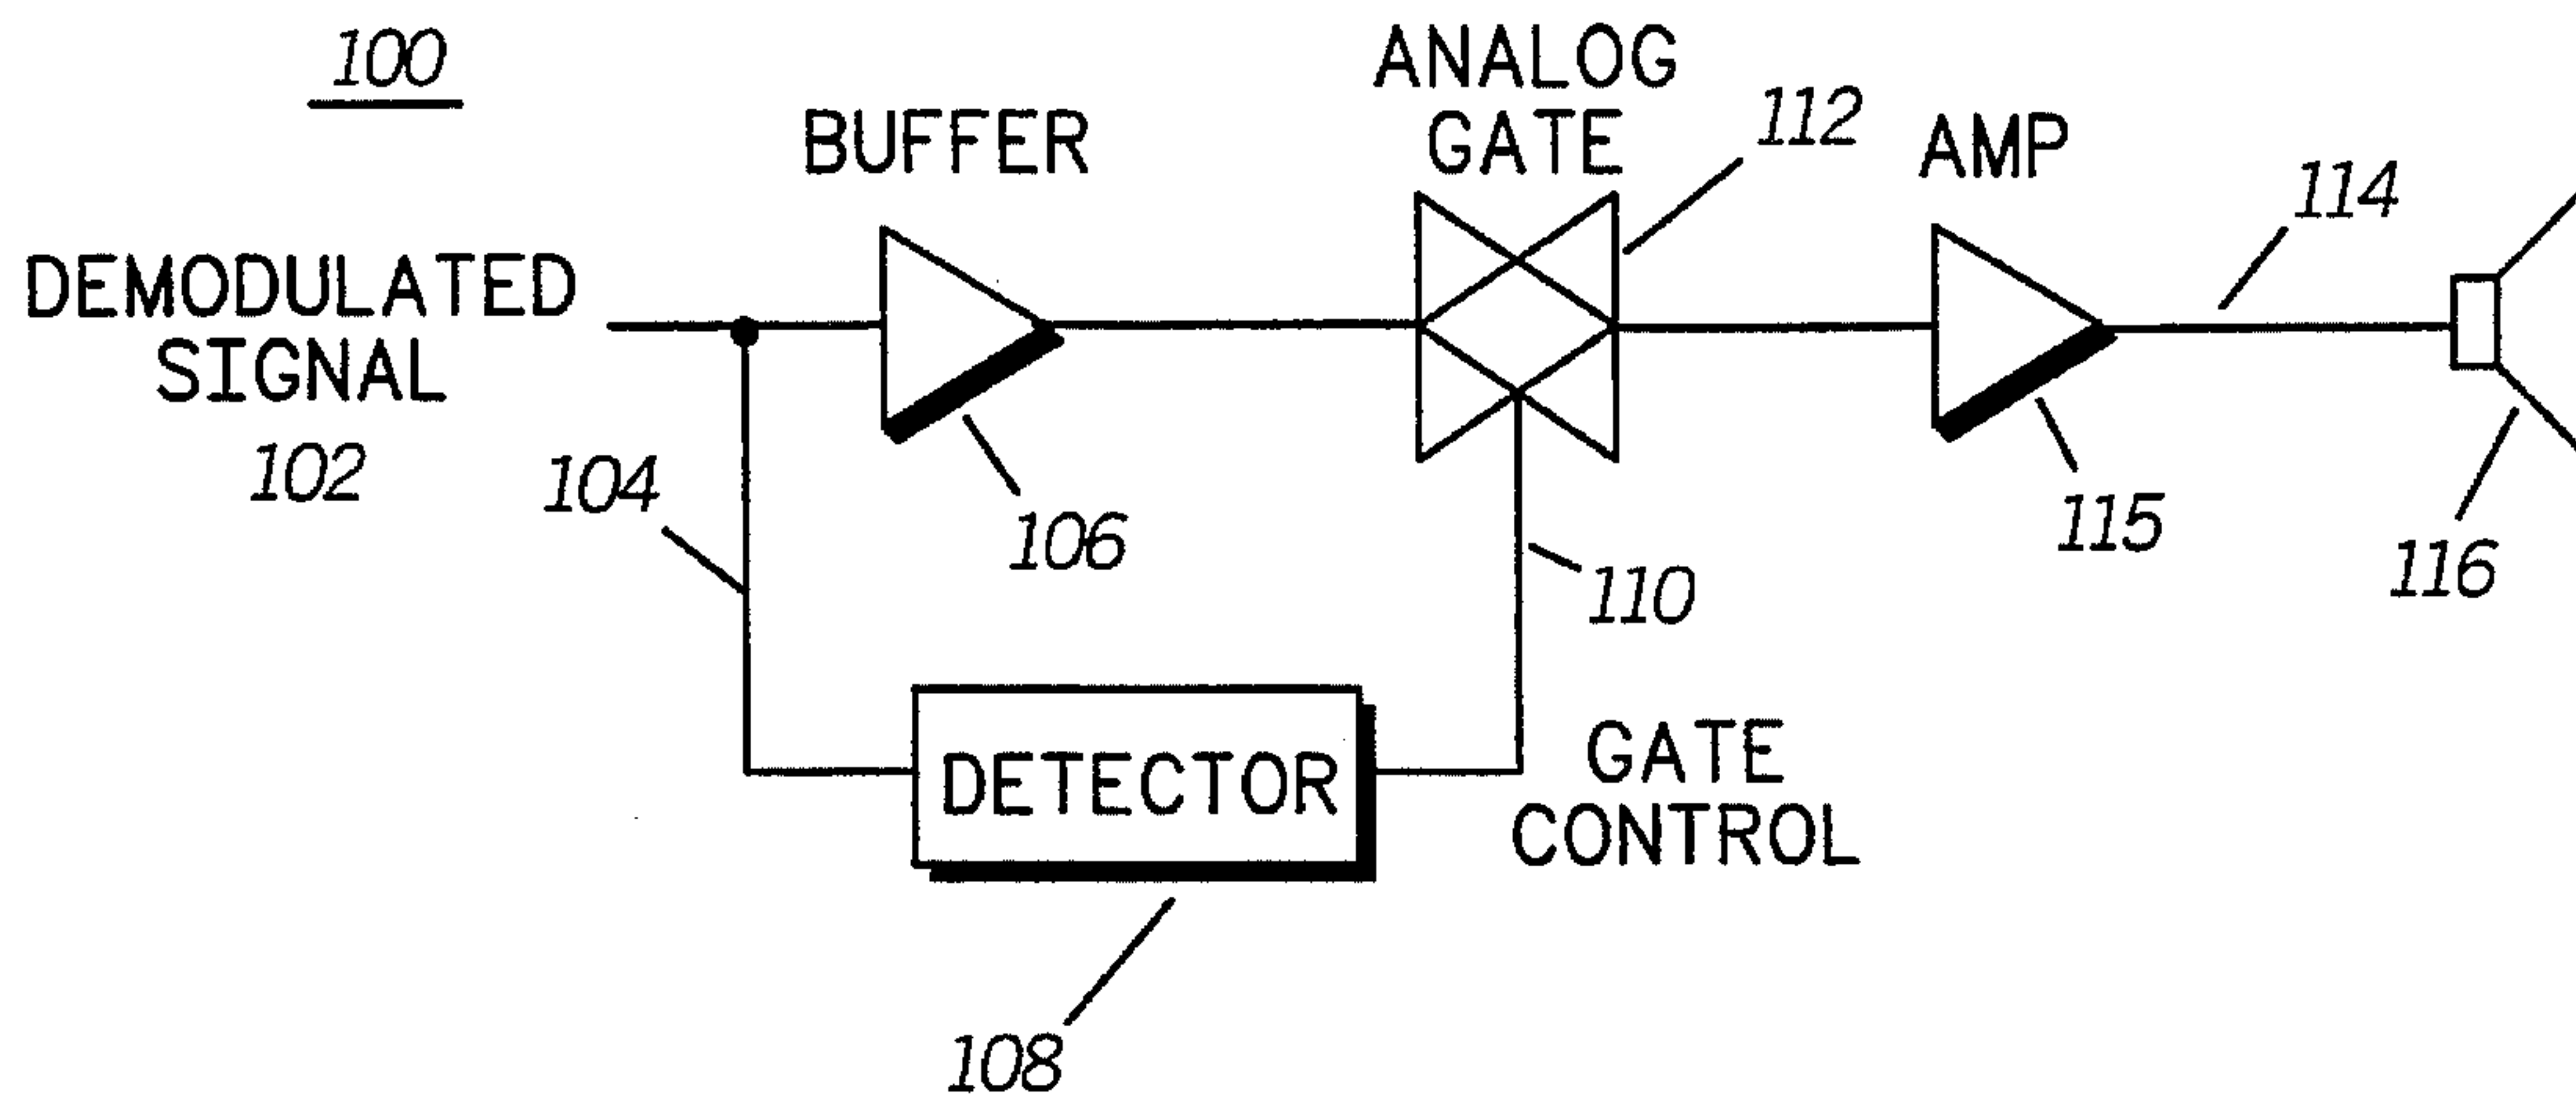 100
ANALOG
GATE
112
BUFFER
AMP
114
DEMODULATED
SIGNAL
102
104
106
110
115
116
DETECTOR
GATE
CONTROL
108